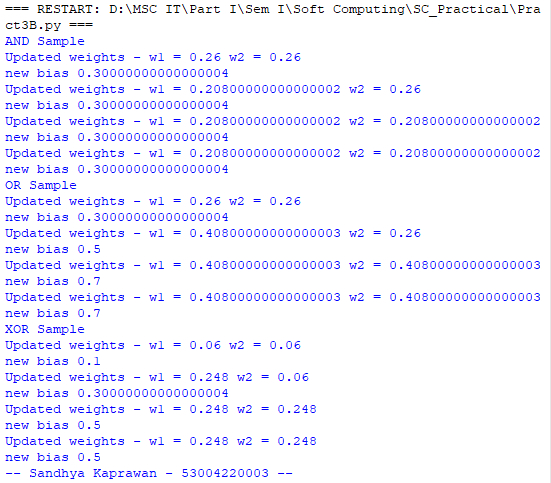 === RESTART: D:\MSC IT\Part I\Sem I\Soft Computing\SC_Practical\Pra
ct3B.py ===
AND Sample
Updated weights - w1 = 0.26 w2 = 0.26
new bias 0.30000000000000004
Updated weights - w1 = 0.20800000000000002 w2 = 0.26
new bias 0.30000000000000004
Updated weights - w1 = 0.20800000000000002 w2 = 0.20800000000000002
new bias 0.30000000000000004
Updated weights - w1 = 0.20800000000000002 w2 = 0.20800000000000002
new bias 0.30000000000000004
OR Sample
Updated weights - w1 = 0.26 w2 = 0.26
new bias 0.30000000000000004
Updated weights - w1 = 0.40800000000000003 w2 = 0.26
new bias 0.5
Updated weights - w1 = 0.40800000000000003 w2 = 0.40800000000000003
new bias 0.7
Updated weights - w1 = 0.40800000000000003 w2 = 0.40800000000000003
new bias 0.7
XOR Sample
Updated weights - w1 = 0.06 w2 = 0.06
new bias 0.1
Updated weights - w1 = 0.248 w2 = 0.06
new bias 0.30000000000000004
Updated weights - w1 = 0.248 w2 = 0.248
new bias 0.5
Updated weights - w1 = 0.248 w2 = 0.248
new bias 0.5
-- Sandhya Kaprawan - 53004220003 --